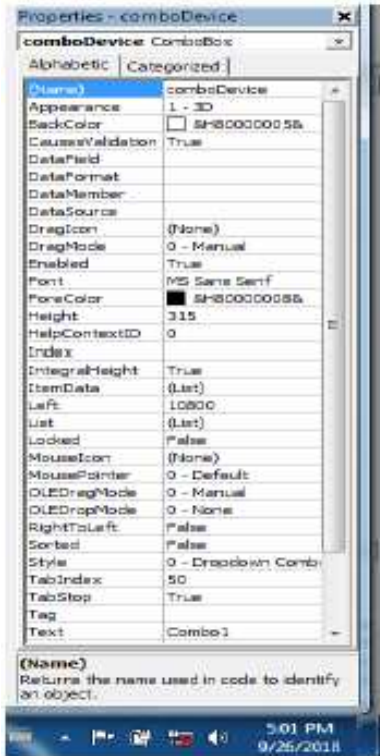 Properties - comboDevice
comboDevice ComboBox
Alphabetic Categorized
(Name) comboDevice
Appearance 1 - 3D
BackColor &H80000005&
CausesValidation True
DataField
DataFormat
DataMember
DataSource
DragIcon (None)
DragMode 0 - Manual
Enabled True
Font MS Sans Serif
ForeColor &H80000008&
Height 315
HelpContextID 0
Index
IntegralHeight True
ItemData (List)
Left 10800
List (List)
Locked False
MouseIcon (None)
MousePointer 0 - Default
OLEDragMode 0 - Manual
OLEDropMode 0 - None
RightToLeft False
Sorted False
Style 0 - Dropdown Combo
TabIndex 50
TabStop True
Tag
Text Combo1
(Name)
Returns the name used in code to identify
an object.
5:01 PM
9/26/2018